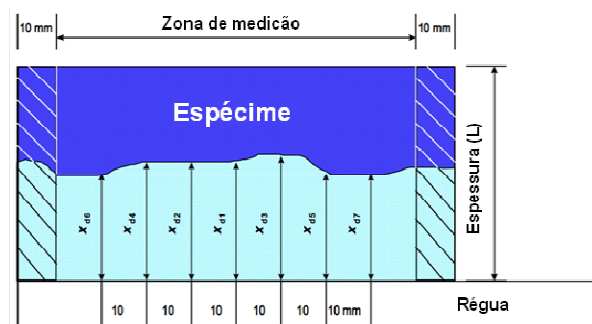 10 mm
Zona de medicão
10 mm
Espécime
Espessura (L)
x d6
x d4
x d2
x d1
x d3
x d5
x d7
10
10
10
10
10
10 mm
Régua